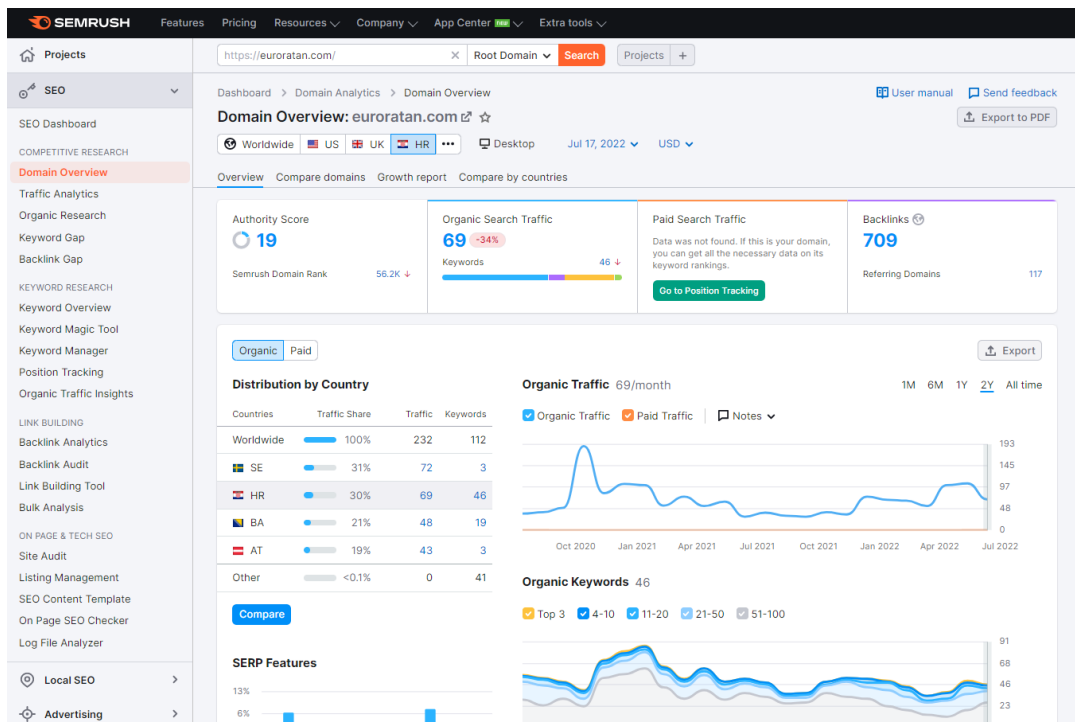 SEMRUSH Features Pricing Resources Company App Center new Extra tools
Projects
SEO
SEO Dashboard
COMPETITIVE RESEARCH
Domain Overview
Traffic Analytics
Organic Research
Keyword Gap
Backlink Gap
KEYWORD RESEARCH
Keyword Overview
Keyword Magic Tool
Keyword Manager
Position Tracking
Organic Traffic Insights
LINK BUILDING
Backlink Analytics
Backlink Audit
Link Building Tool
Bulk Analysis
ON PAGE & TECH SEO
Site Audit
Listing Management
SEO Content Template
On Page SEO Checker
Log File Analyzer
Local SEO
Advertising
https://euroratan.com/ × Root Domain Search Projects +
Dashboard > Domain Analytics > Domain Overview User manual Send feedback
Domain Overview: euroratan.com Export to PDF
Worldwide US UK HR ••• Desktop Jul 17, 2022 USD
Overview Compare domains Growth report Compare by countries
Authority Score
19
Semrush Domain Rank 56.2K ↓
Organic Search Traffic
69 -34%
Keywords 46 ↓
Paid Search Traffic
Data was not found. If this is your domain,
you can get all the necessary data on its
keyword rankings.
Go to Position Tracking
Backlinks
709
Referring Domains 117
Organic Paid Export
Distribution by Country
Countries Traffic Share Traffic Keywords
Worldwide 100% 232 112
SE 31% 72 3
HR 30% 69 46
BA 21% 48 19
AT 19% 43 3
Other <0.1% 0 41
Compare
SERP Features
13%
6%
Organic Traffic 69/month 1M 6M 1Y 2Y All time
Organic Traffic Paid Traffic Notes
193
145
97
48
0
Oct 2020 Jan 2021 Apr 2021 Jul 2021 Oct 2021 Jan 2022 Apr 2022 Jul 2022
Organic Keywords 46
Top 3 4-10 11-20 21-50 51-100
91
68
46
23